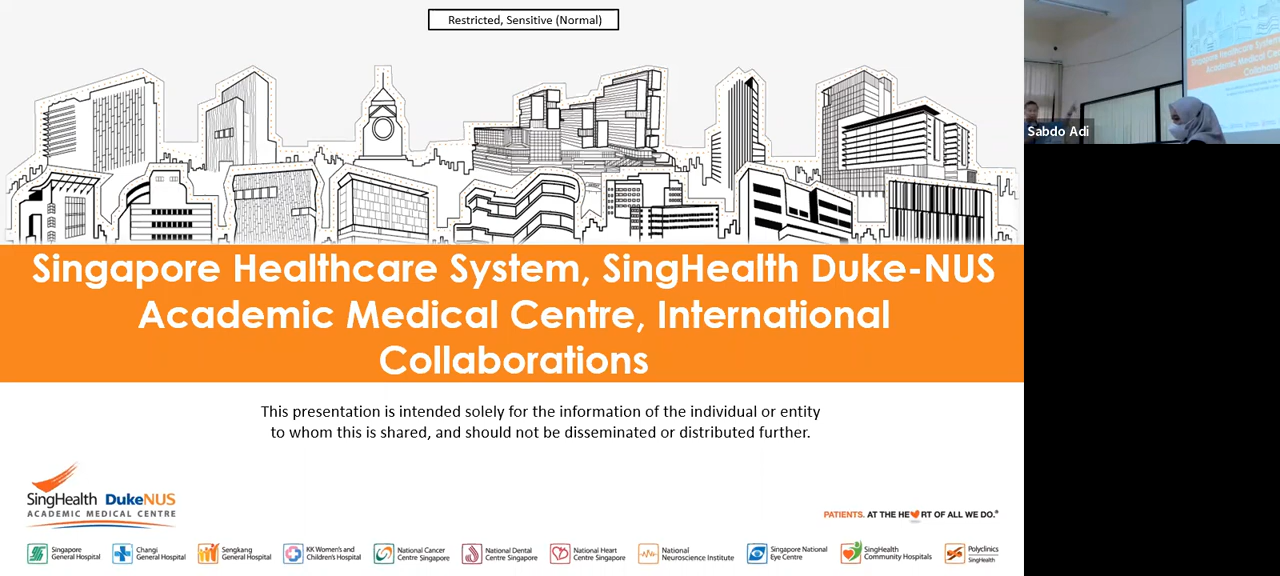 Restricted, Sensitive (Normal)
Sabdo Adi
Singapore Healthcare System, SingHealth Duke-NUS
Academic Medical Centre, International
Collaborations
This presentation is intended solely for the information of the individual or entity
to whom this is shared, and should not be disseminated or distributed further.
SingHealth DukeNUS
ACADEMIC MEDICAL CENTRE
PATIENTS. AT THE HEART OF ALL WE DO.®
Singapore General Hospital
Changi General Hospital
Sengkang General Hospital
KK Women's and Children's Hospital
National Cancer Centre Singapore
National Dental Centre Singapore
National Heart Centre Singapore
National Neuroscience Institute
Singapore National Eye Centre
SingHealth Community Hospitals
Polyclinics SingHealth